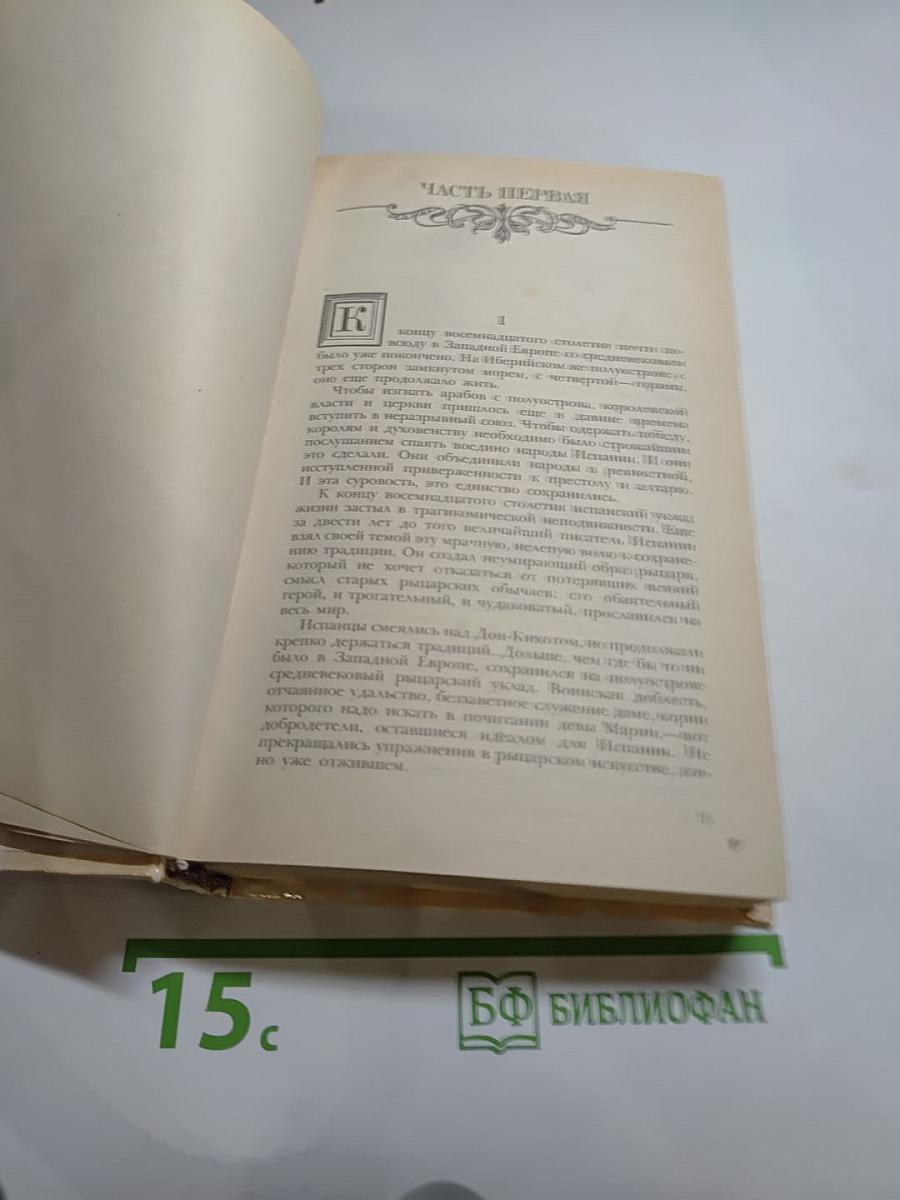 ЧАСТЬ ПЕРВАЯ
1
К концу восемнадцатого столетия почти по-
всюду в Западной Европе со средневековьем
было уже покончено. На Иберийском же полуострове, с
трех сторон замкнутом морем, с четвертой — горами,
оно еще продолжало жить.
Чтобы изгнать арабов с полуострова, королевской
власти и церкви пришлось еще в давние времена
вступить в неразрывный союз. Чтобы одержать победу,
королям и духовенству необходимо было строжайшим
послушанием спаять воедино народы Испании. И они
это сделали. Они объединили народы в ревностной,
исступленной приверженности к престолу и алтарю.
И эта суровость, это единство сохранились.
К концу восемнадцатого столетия испанский уклад
жизни застыл в трагикомической неподвижности. Еще
за двести лет до того величайший писатель Испании
взял своей темой эту мрачную, нелепую волю к сохране-
нию традиции. Он создал неумирающий образ рыцаря,
который не хочет отказаться от потерявших всякий
смысл старых рыцарских обычаев; его обаятельный
герой, и трогательный, и чудаковатый, прославился на
весь мир.
Испанцы смеялись над Дон-Кихотом, но продолжали
крепко держаться традиций. Дольше, чем где бы то ни
было в Западной Европе, сохранился на полуострове
средневековый рыцарский уклад. Воинская доблесть,
отчаянное удальство, беззаветное служение даме, корни
которого надо искать в почитании девы Марии,— вот
добродетели, оставшиеся идеалом для Испании. Не
прекращались упражнения в рыцарском искусстве, дав-
но уже отжившем.
15 с
БФ БИБЛИОФАН